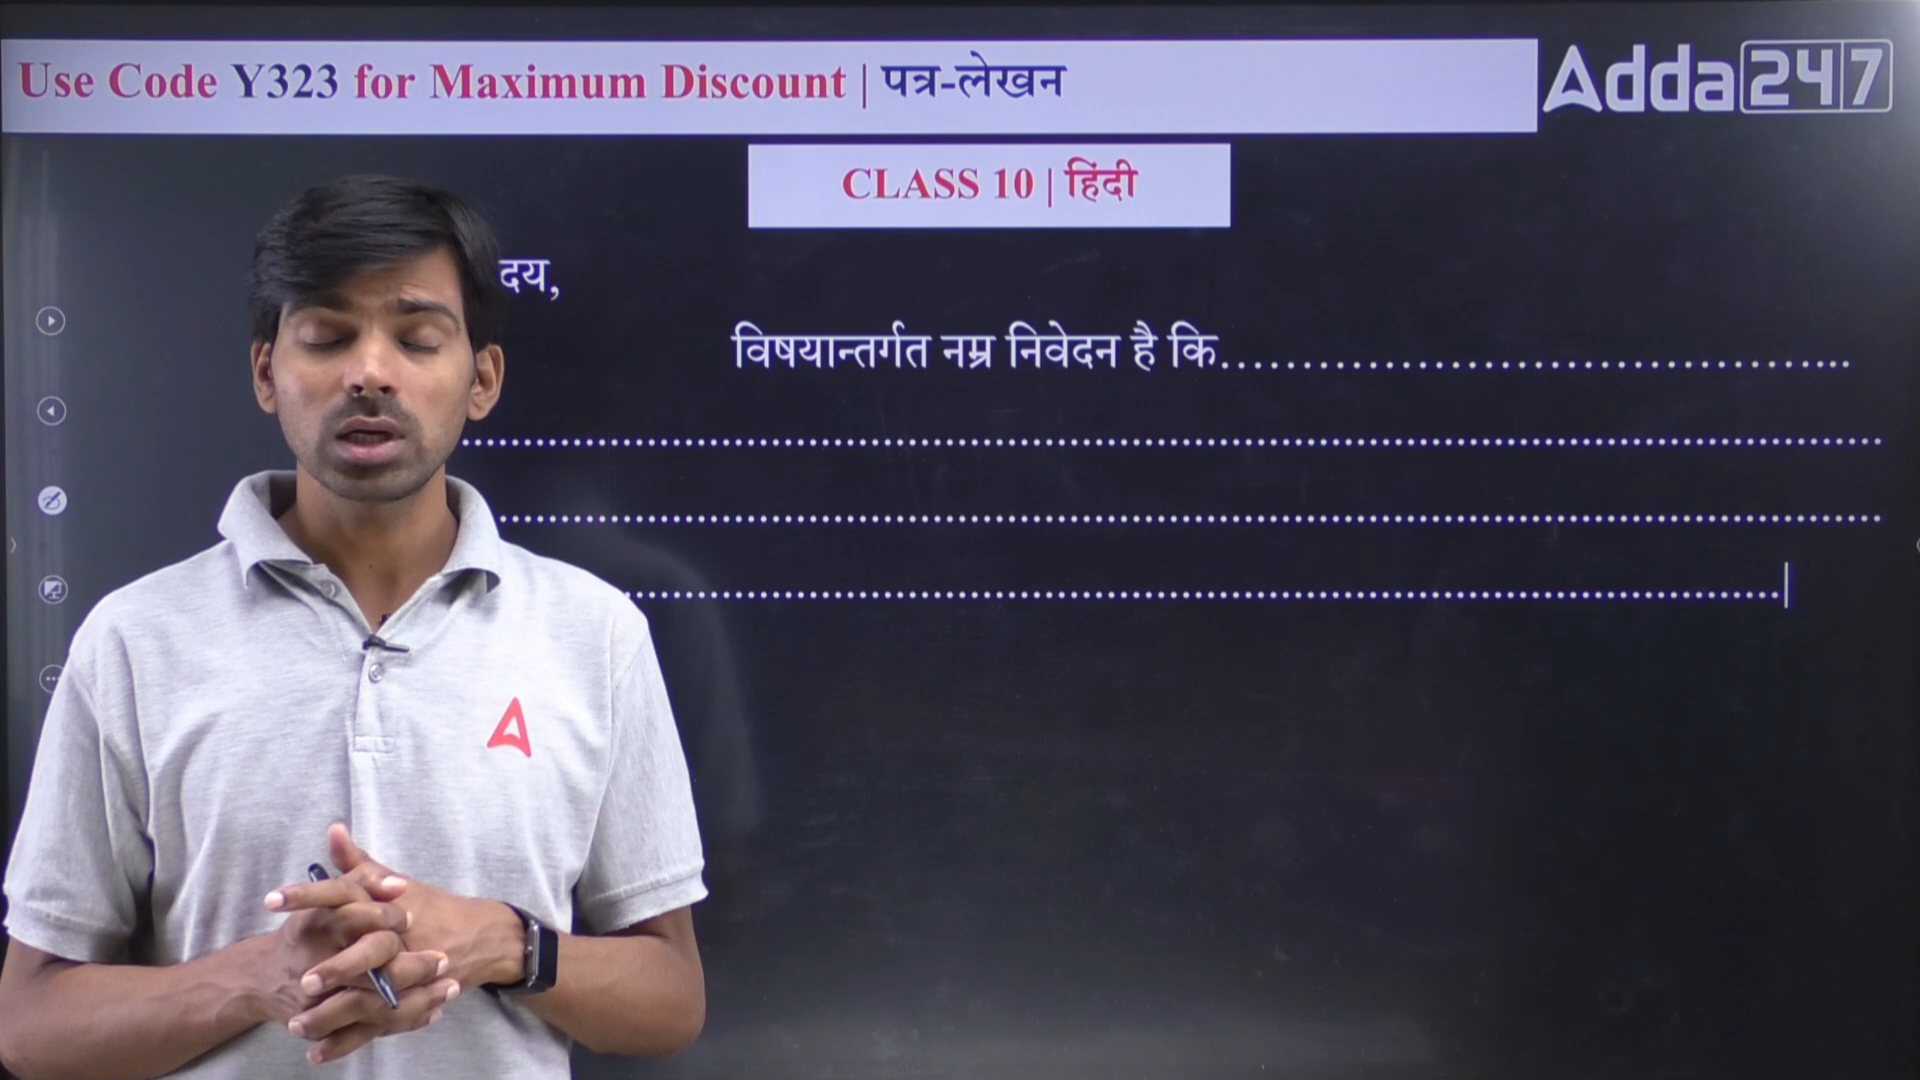 Use Code Y323 for Maximum Discount | पत्र-लेखन
Adda247
CLASS 10 | हिंदी
दय,
विषयान्तर्गत नम्र निवेदन है कि..........................................
................................................................................
................................................................................
......................................................................|